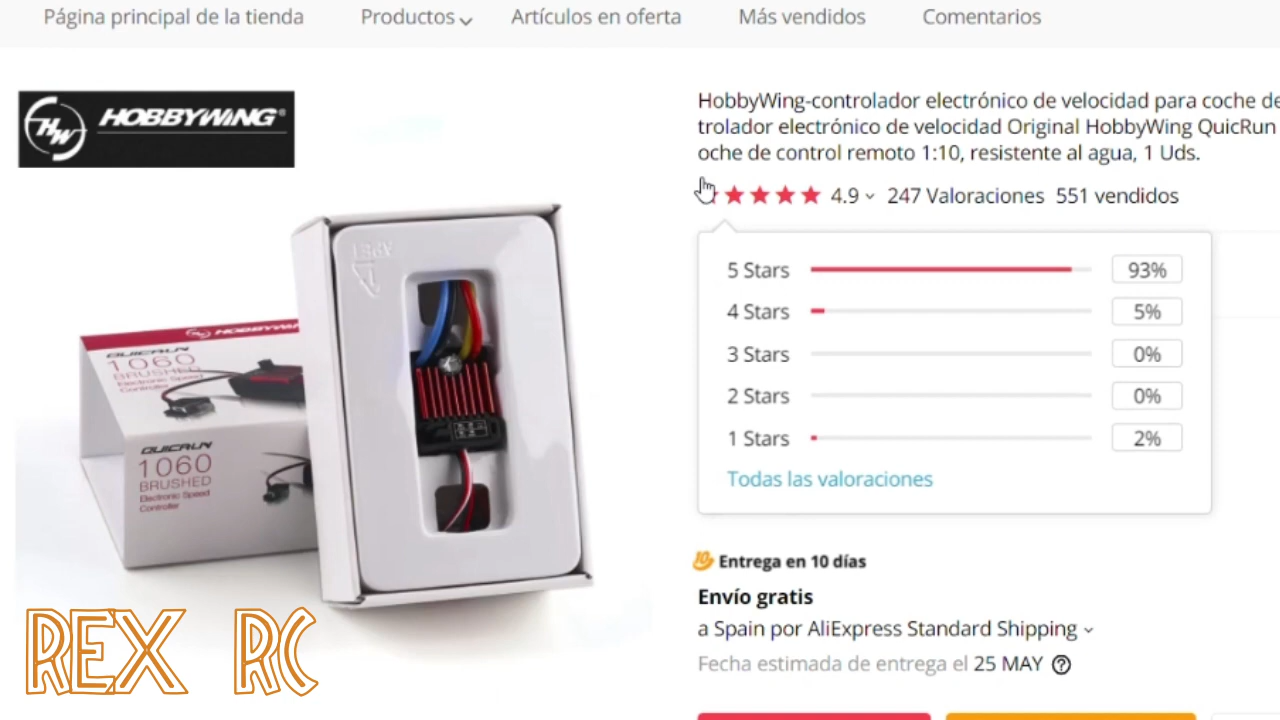 Página principal de la tienda Productos Artículos en oferta Más vendidos Comentarios
HW HOBBYWING®
HobbyWing-controlador electrónico de velocidad para coche de
trolador electrónico de velocidad Original HobbyWing QuicRun
oche de control remoto 1:10, resistente al agua, 1 Uds.
4.9 247 Valoraciones 551 vendidos
5 Stars 93%
4 Stars 5%
3 Stars 0%
2 Stars 0%
1 Stars 2%
Todas las valoraciones
HOBBYWIN
QUICRUN
1060
BRUSHED
Electronic Speed
Controller
QUICRUN
1060
BRUSHED
Electronic Speed
Controller
10 Entrega en 10 días
Envío gratis
a Spain por AliExpress Standard Shipping
Fecha estimada de entrega el 25 MAY ?
REX RC